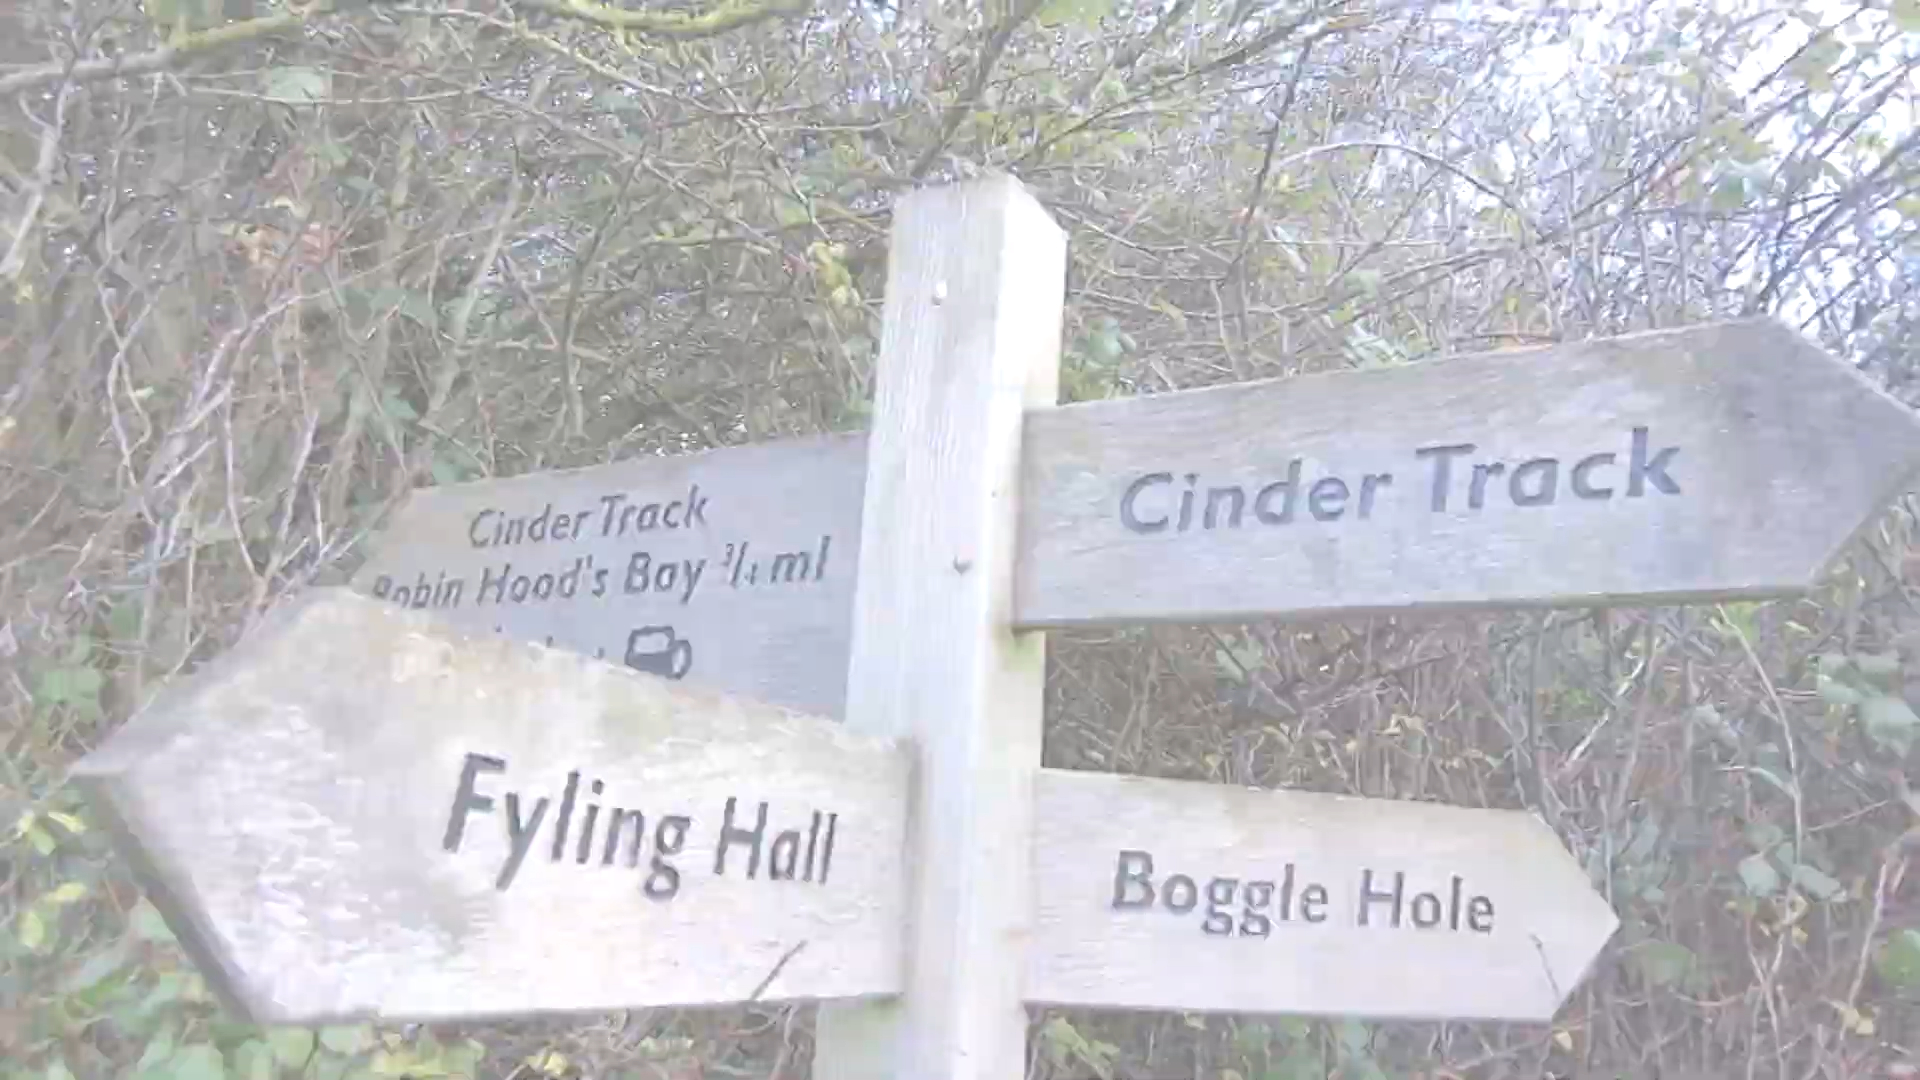 Cinder Track
Robin Hood's Bay ¾ ml
Cinder Track
Fyling Hall
Boggle Hole